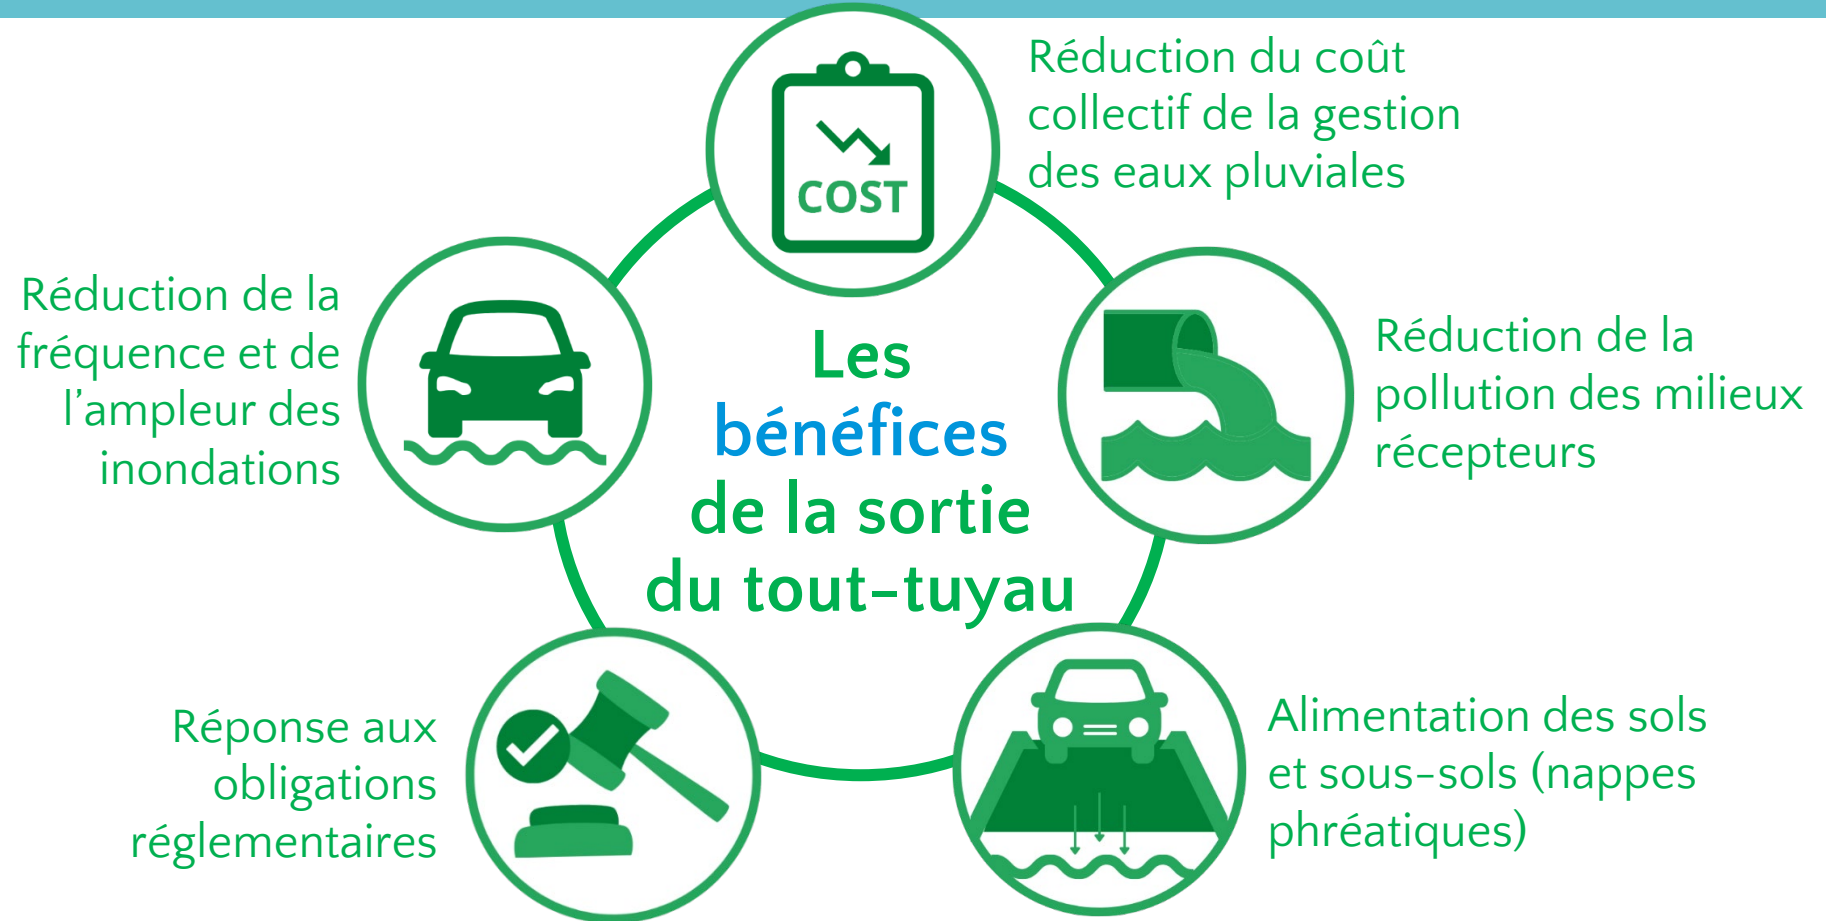 COST
Réduction du coût
collectif de la gestion
des eaux pluviales
Réduction de la
fréquence et de
l’ampleur des
inondations
Les
bénéfices
de la sortie
du tout-tuyau
Réduction de la
pollution des milieux
récepteurs
Réponse aux
obligations
réglementaires
Alimentation des sols
et sous-sols (nappes
phréatiques)